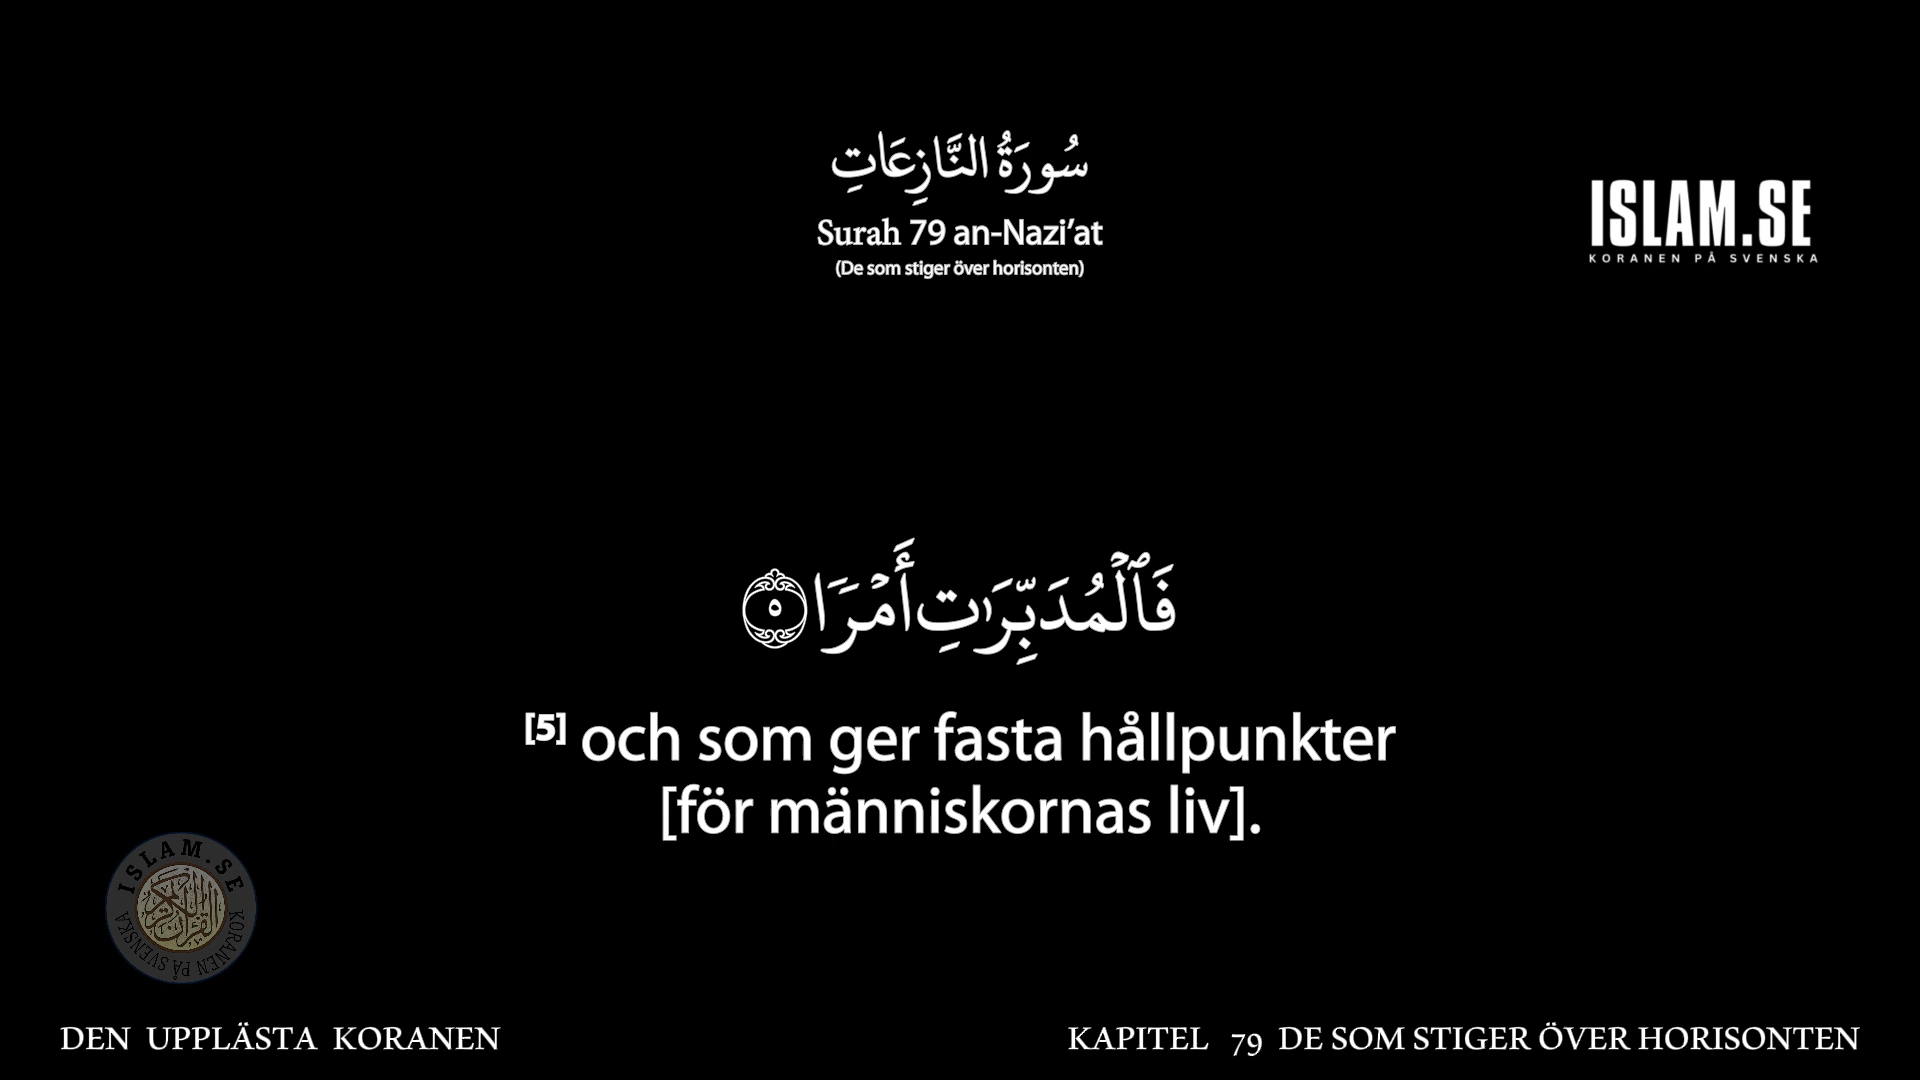 سُورَةُ النَّازِعَاتِ
Surah 79 an-Nazi’at
(De som stiger över horisonten)
ISLAM.SE
KORANEN PÅ SVENSKA
فَٱلۡمُدَبِّرَٰتِ أَمۡرٗا ٥
[5] och som ger fasta hållpunkter
[för människornas liv].
ISLAM.SE
القرآن الكريم
KORANEN PÅ SVENSKA
DEN UPPLÄSTA KORANEN
KAPITEL 79 DE SOM STIGER ÖVER HORISONTEN